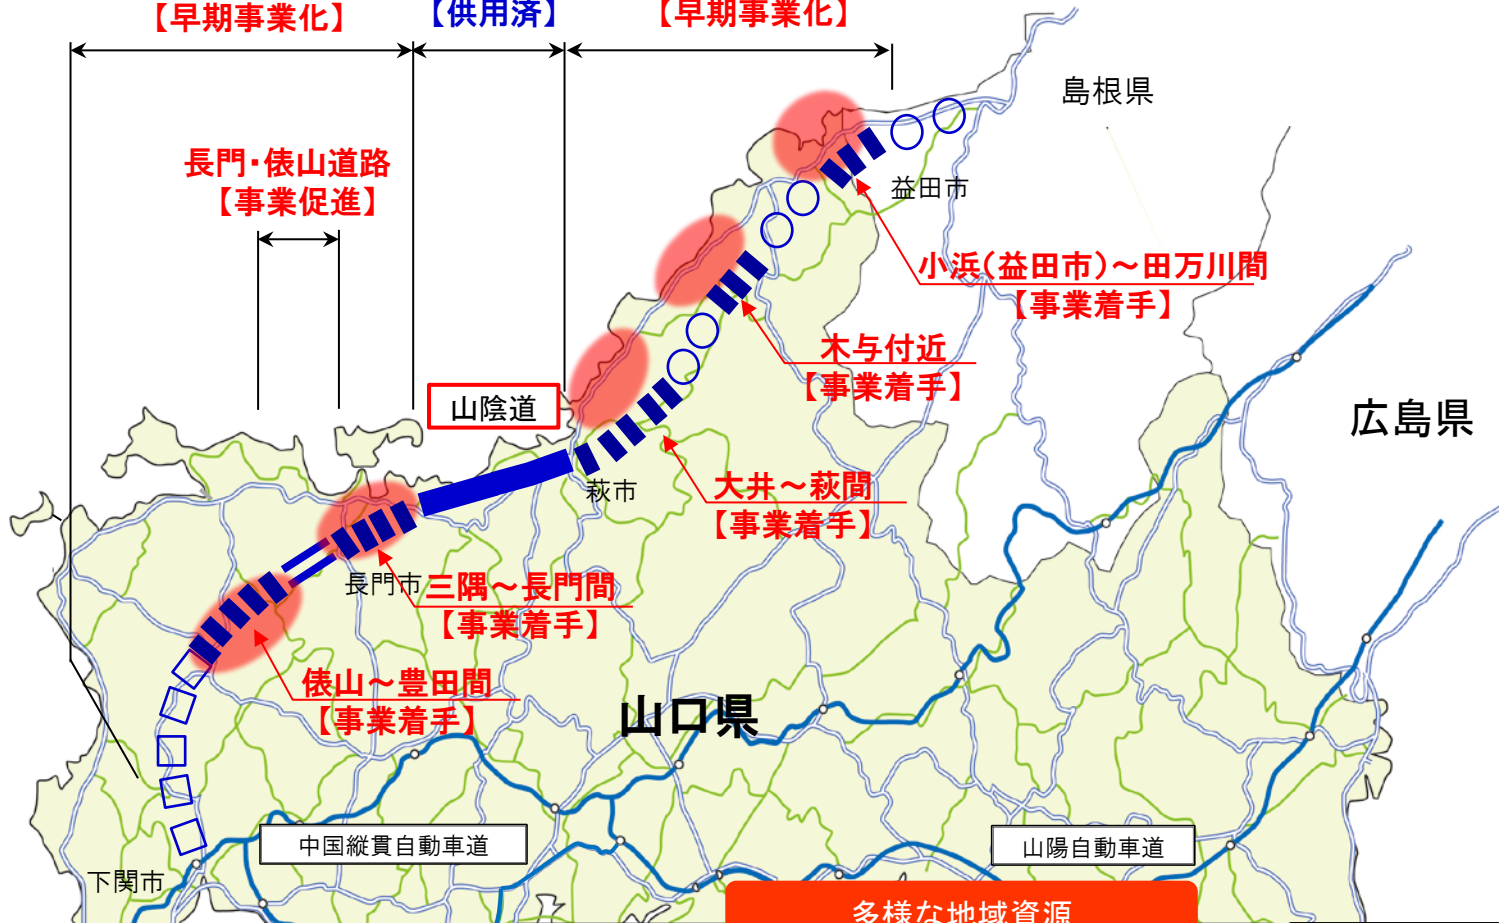 【早期事業化】
【供用済】
【早期事業化】
島根県
長門・俵山道路
【事業促進】
益田市
小浜(益田市)～田万川間
【事業着手】
木与付近
【事業着手】
山陰道
広島県
萩市
大井～萩間
【事業着手】
長門市
三隅～長門間
【事業着手】
俵山～豊田間
【事業着手】
山口県
中国縦貫自動車道
山陽自動車道
下関市
多様な地域資源